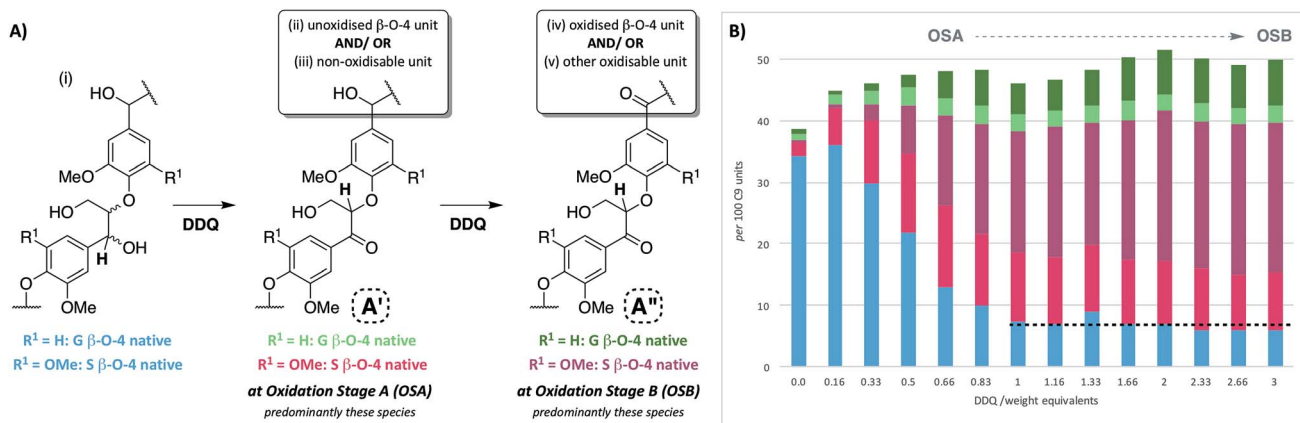 A)
(i)
HO
MeO
R¹
O
HO
OH
H
R¹
O
OMe
R¹ = H: G β-O-4 native
R¹ = OMe: S β-O-4 native
DDQ
(ii) unoxidised β-O-4 unit
AND/ OR
(iii) non-oxidisable unit
HO
MeO
R¹
H
O
HO
R¹
O
O
OMe
A'
R¹ = H: G β-O-4 native
R¹ = OMe: S β-O-4 native
at Oxidation Stage A (OSA)
predominantly these species
DDQ
(iv) oxidised β-O-4 unit
AND/ OR
(v) other oxidisable unit
O
MeO
R¹
H
O
HO
R¹
O
O
OMe
A"
R¹ = H: G β-O-4 native
R¹ = OMe: S β-O-4 native
at Oxidation Stage B (OSB)
predominantly these species
B)
OSA
OSB
per 100 C9 units
50
40
30
20
10
0
0.0 0.16 0.33 0.5 0.66 0.83 1 1.16 1.33 1.66 2 2.33 2.66 3
DDQ /weight equivalents